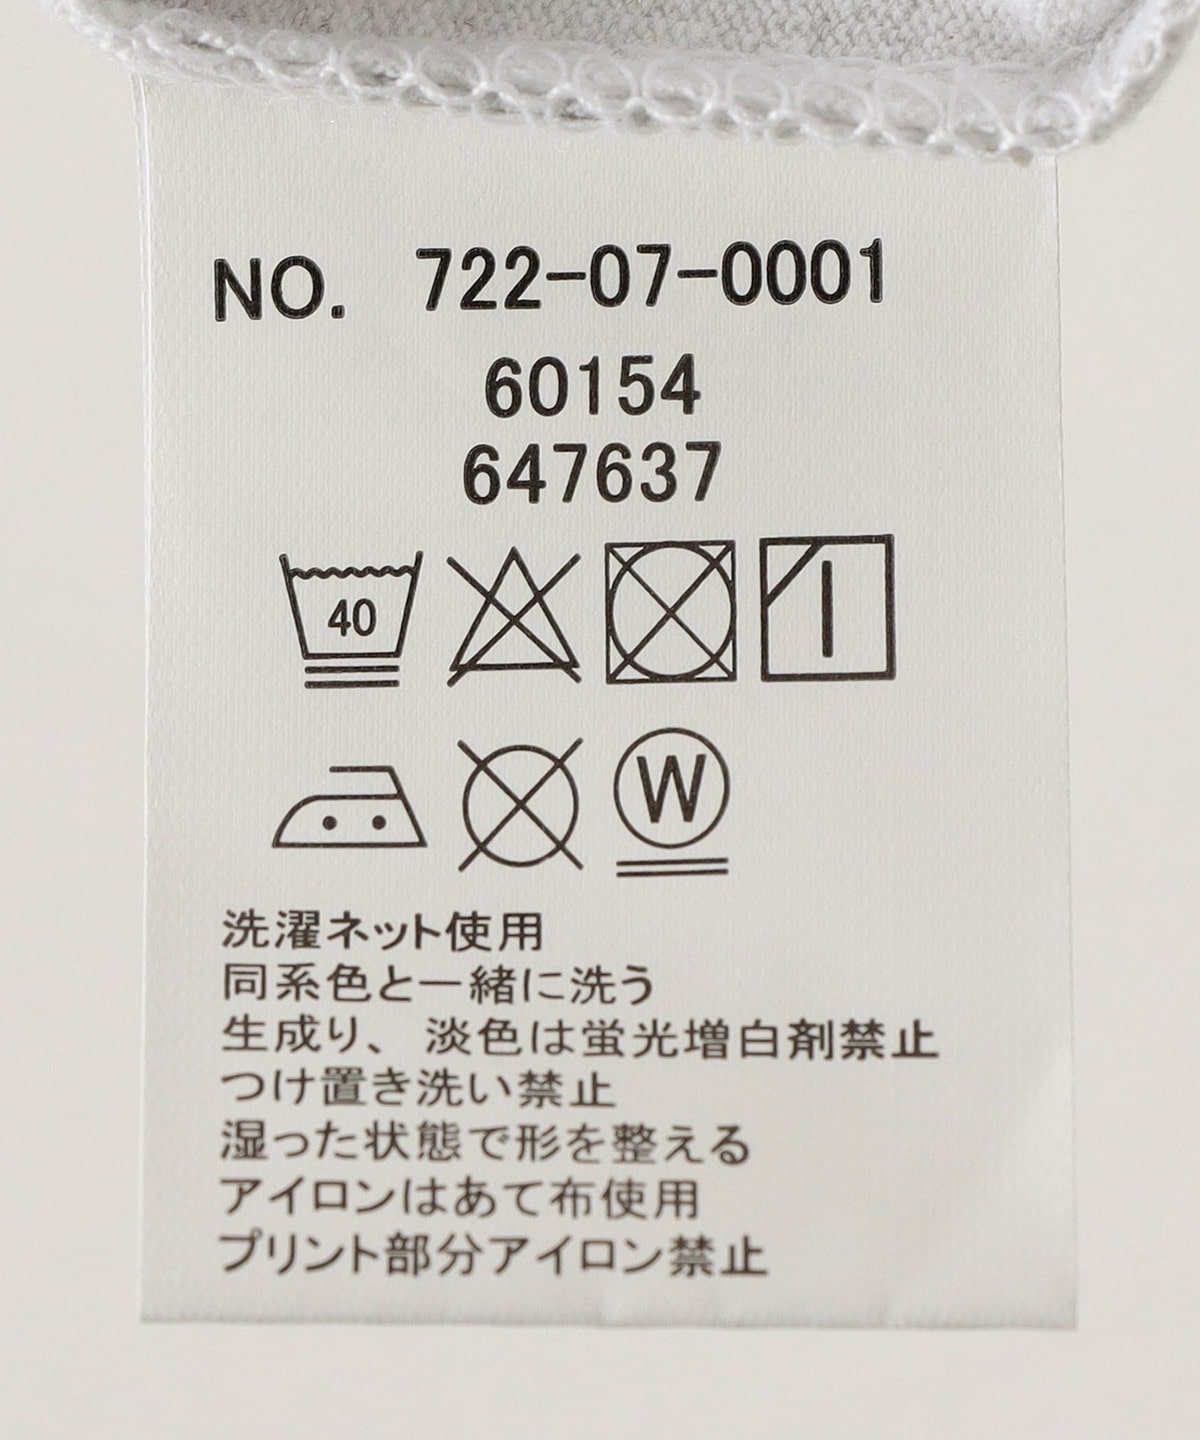 NO. 722-07-0001
60154
647637
40
W
洗濯ネット使用
同系色と一緒に洗う
生成り、淡色は蛍光増白剤禁止
つけ置き洗い禁止
湿った状態で形を整える
アイロンはあて布使用
プリント部分アイロン禁止